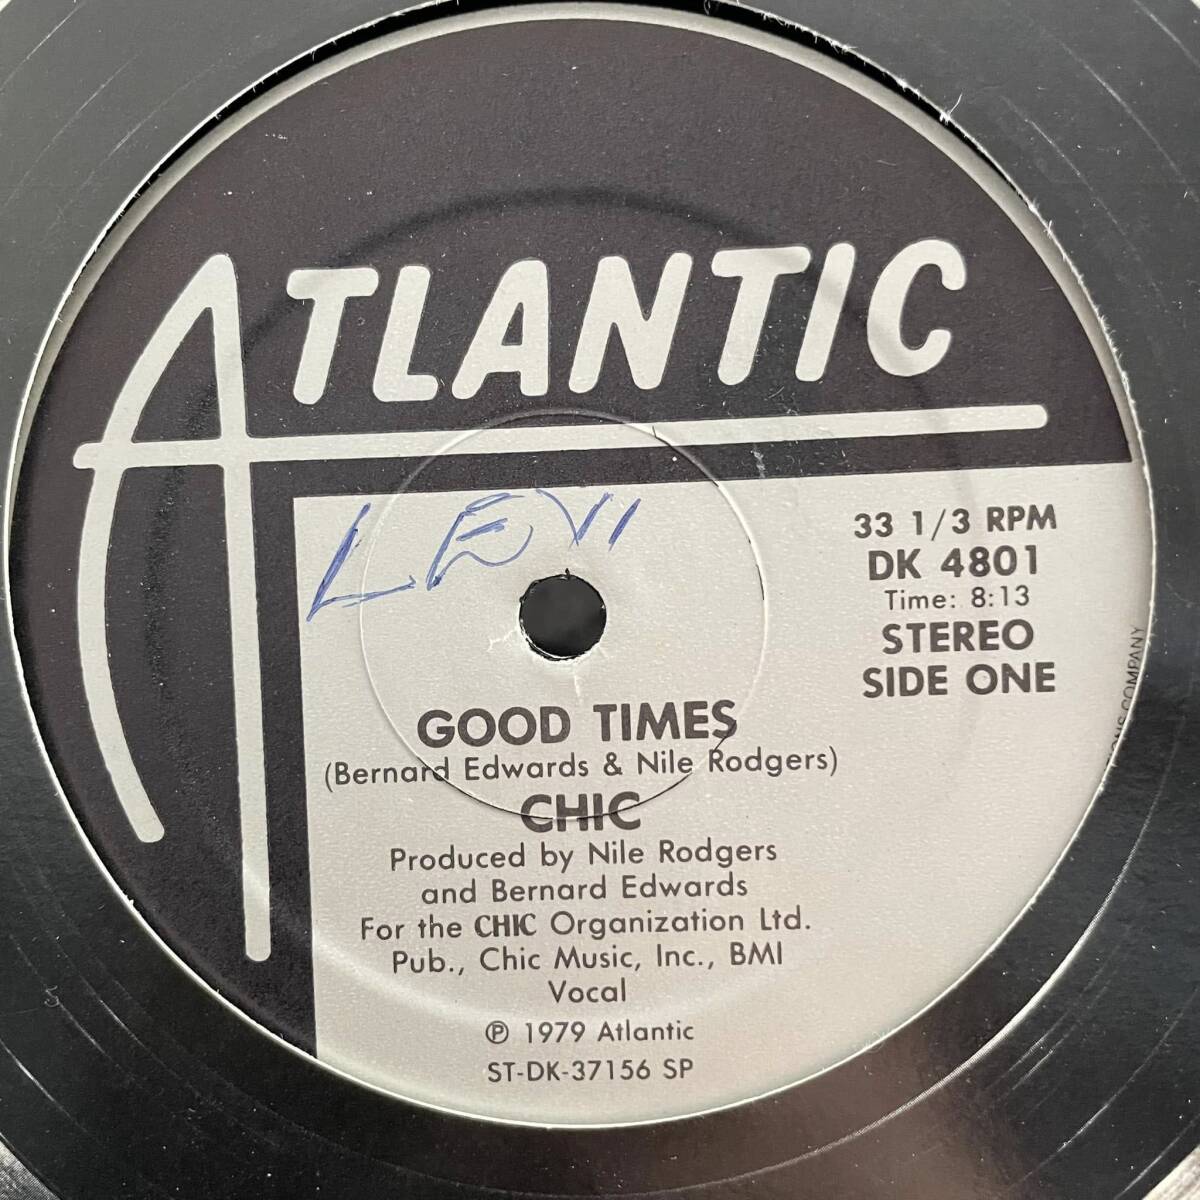 ATLANTIC
LEVI
33 1/3 RPM
DK 4801
Time: 8:13
STEREO
SIDE ONE
GOOD TIMES
(Bernard Edwards & Nile Rodgers)
CHIC
Produced by Nile Rodgers
and Bernard Edwards
For the CHIC Organization Ltd.
Pub., Chic Music, Inc., BMI
Vocal
℗ 1979 Atlantic
ST-DK-37156 SP
COMPANY